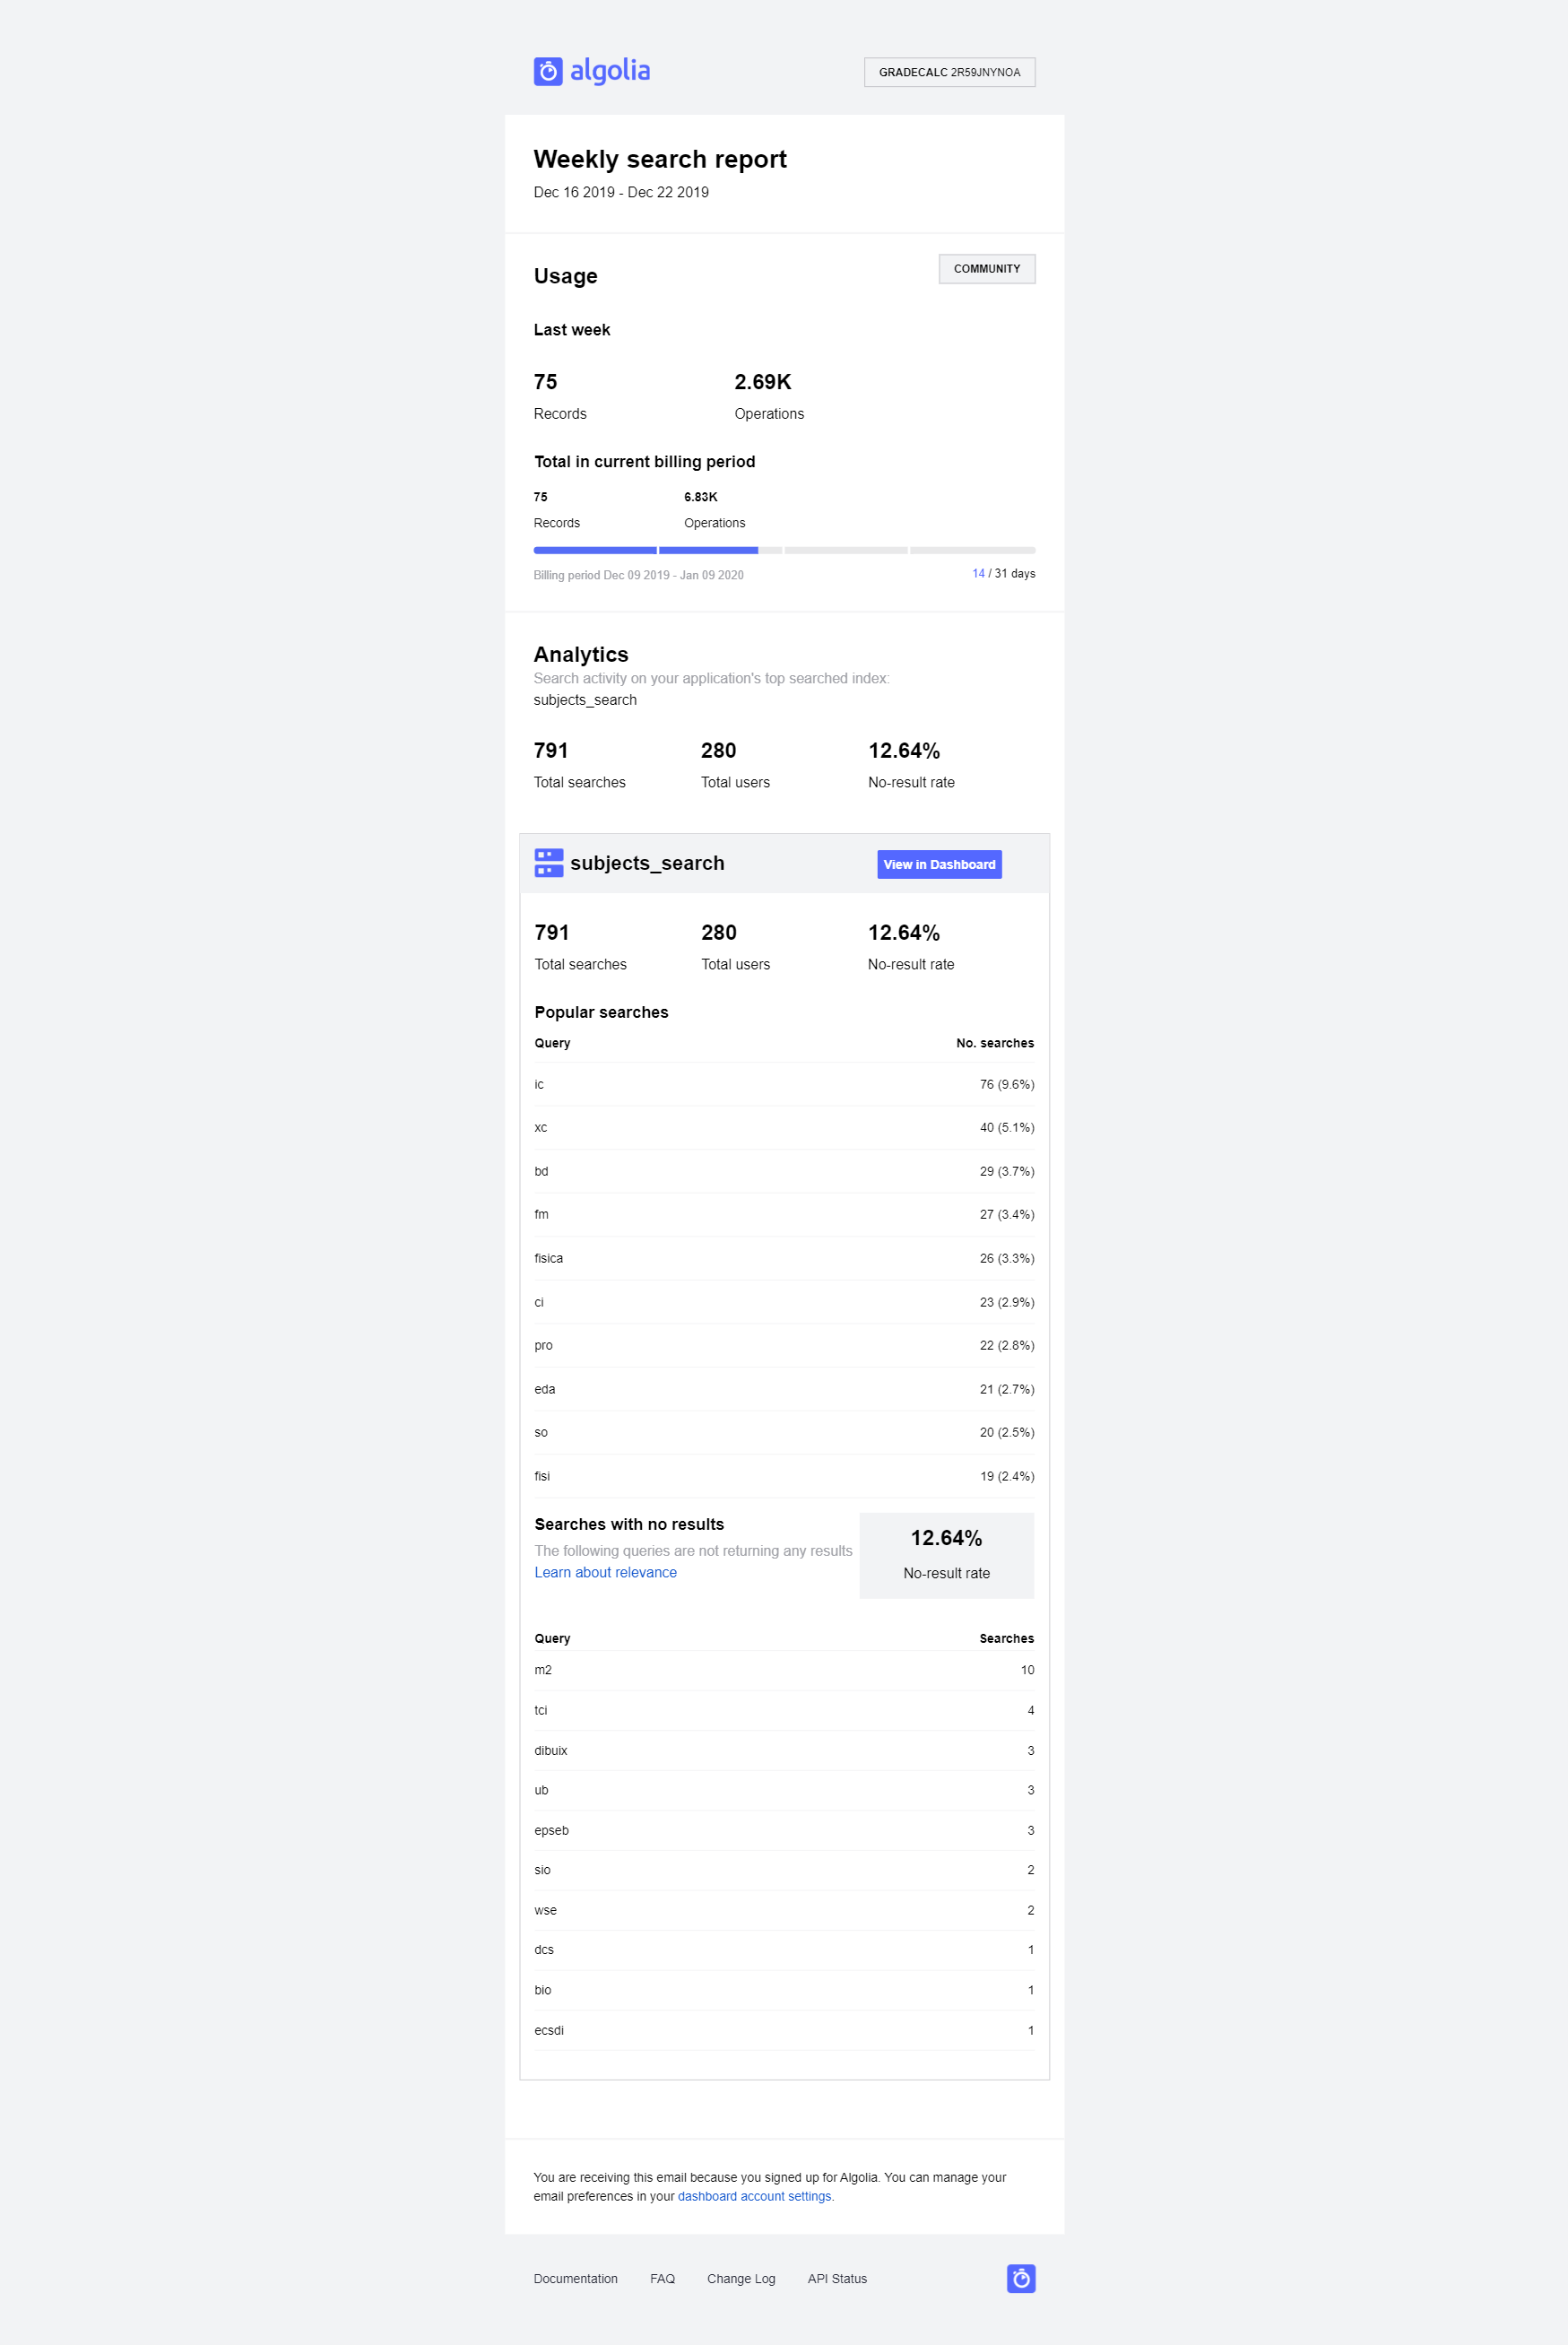 algolia
GRADECALC 2R59JNYNOA
Weekly search report
Dec 16 2019 - Dec 22 2019
Usage
COMMUNITY
Last week
75 2.69K
Records Operations
Total in current billing period
75 6.83K
Records Operations
Billing period Dec 09 2019 - Jan 09 2020 14 / 31 days
Analytics
Search activity on your application's top searched index:
subjects_search
791 280 12.64%
Total searches Total users No-result rate
subjects_search View in Dashboard
791 280 12.64%
Total searches Total users No-result rate
Popular searches
Query No. searches
ic 76 (9.6%)
xc 40 (5.1%)
bd 29 (3.7%)
fm 27 (3.4%)
fisica 26 (3.3%)
ci 23 (2.9%)
pro 22 (2.8%)
eda 21 (2.7%)
so 20 (2.5%)
fisi 19 (2.4%)
Searches with no results
The following queries are not returning any results
Learn about relevance
12.64%
No-result rate
Query Searches
m2 10
tci 4
dibuix 3
ub 3
epseb 3
sio 2
wse 2
dcs 1
bio 1
ecsdi 1
You are receiving this email because you signed up for Algolia. You can manage your
email preferences in your dashboard account settings.
Documentation FAQ Change Log API Status